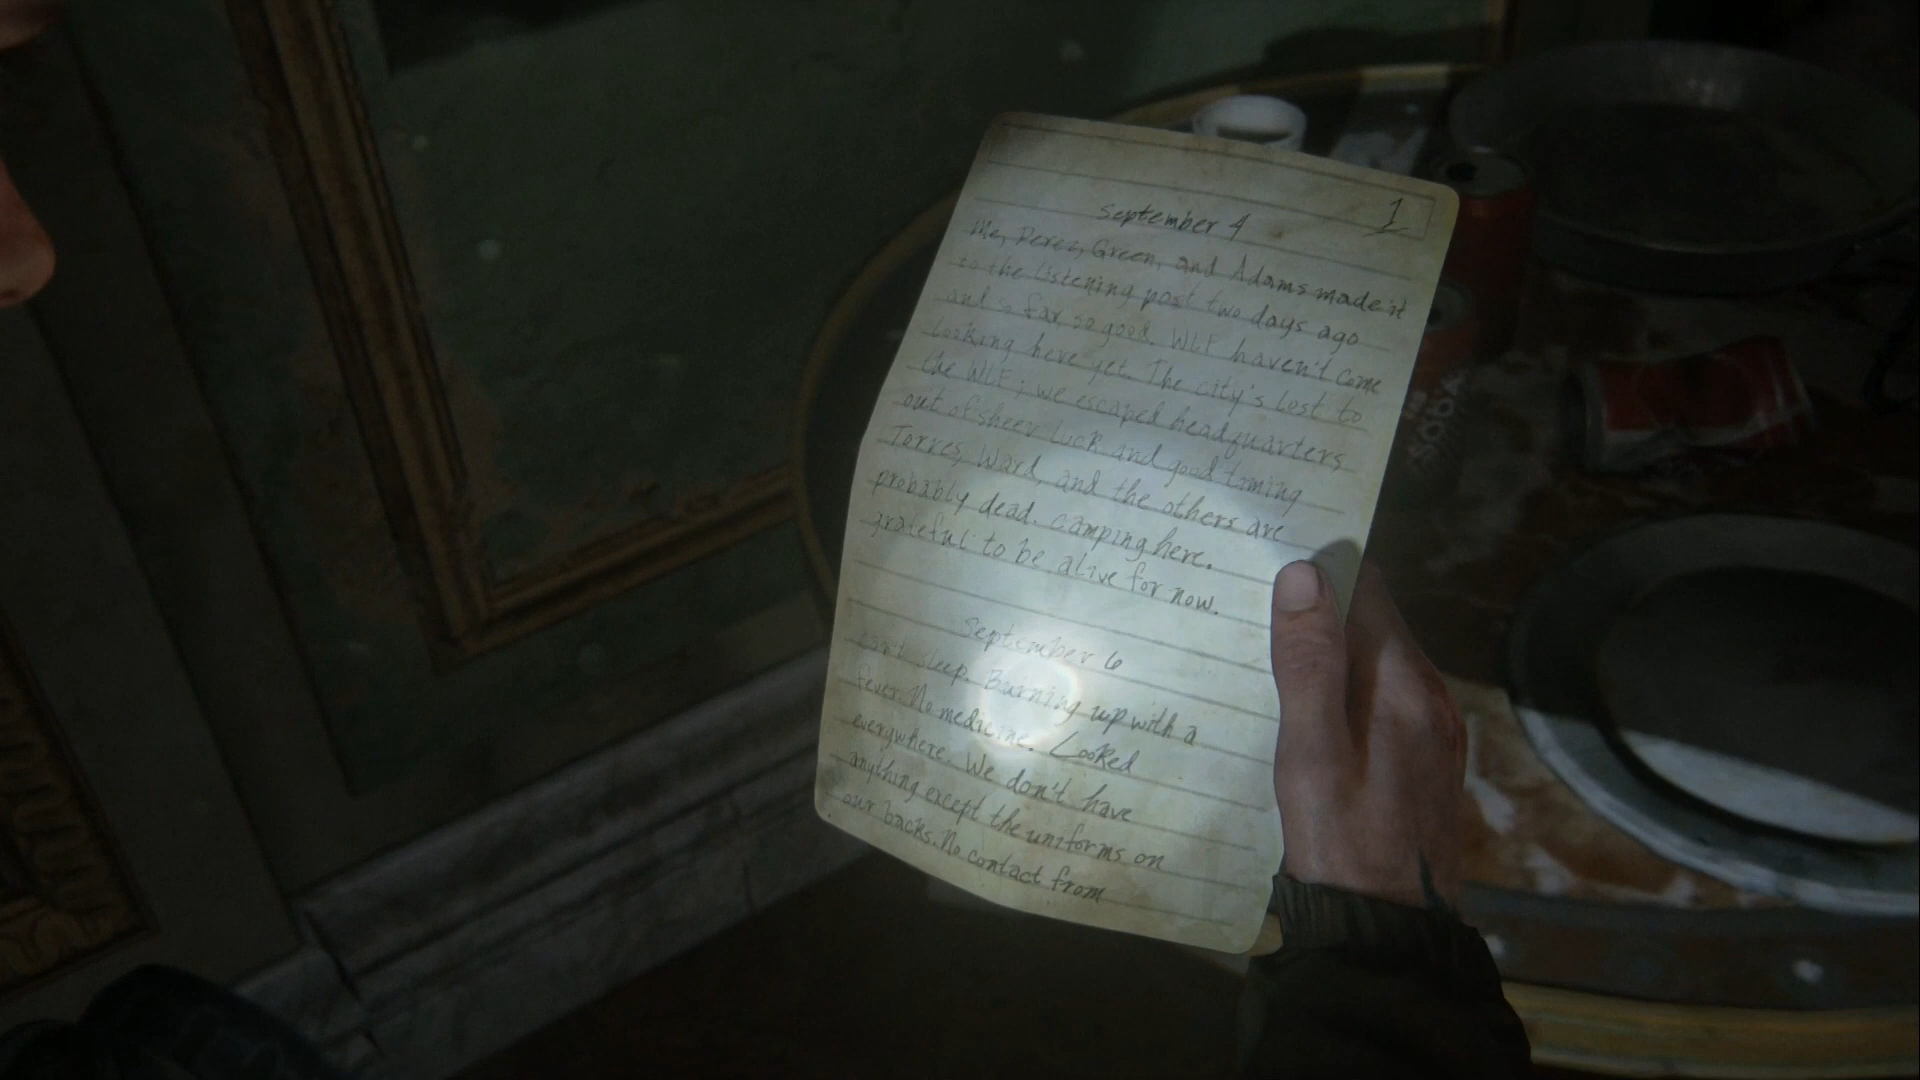 1
September 4
Me, Perez, Green, and Adams made it
to the listening post two days ago
and so far, so good. WLF haven't come
looking here yet. The city's lost to
the WLF; we escaped headquarters
out of sheer luck and good timing
Torres, Ward, and the others are
probably dead. camping here.
grateful to be alive for now.
September 6
can't sleep. Burning up with a
fever. No medicine. Looked
everywhere. We don't have
anything except the uniforms on
our backs. No contact from
SODA